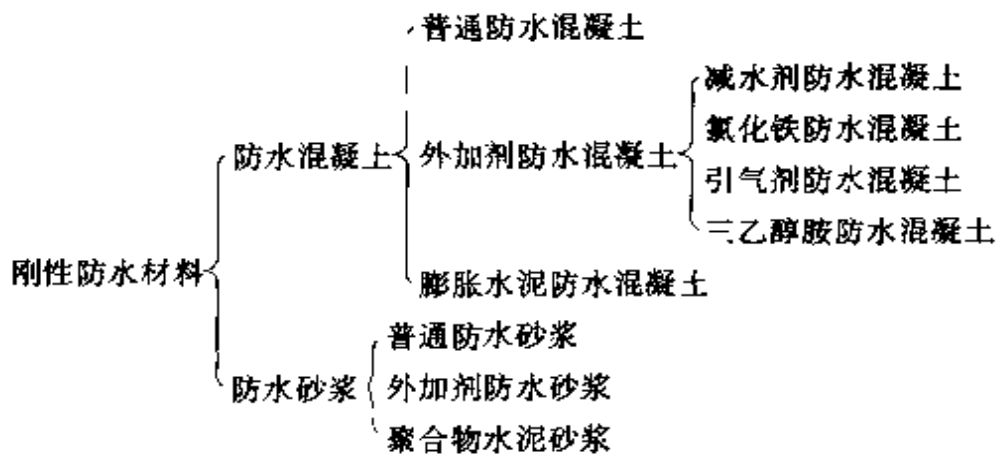 普通防水混凝土
减水剂防水混凝土
氯化铁防水混凝土
防水混凝上
外加剂防水混凝土
引气剂防水混凝土
三乙醇胺防水混凝土
刚性防水材料
膨胀水泥防水混凝土
普通防水砂浆
防水砂浆
外加剂防水砂浆
聚合物水泥砂浆